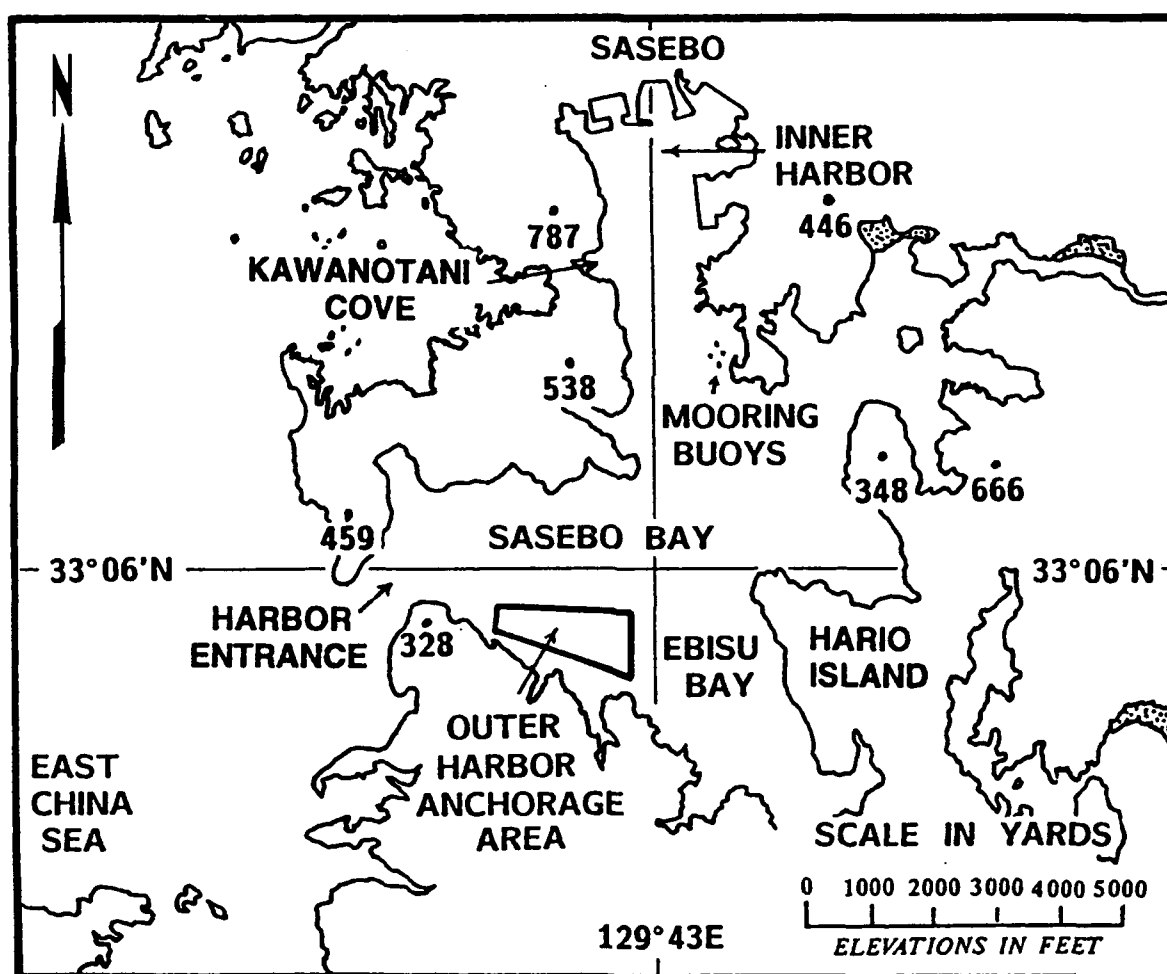 N
SASEBO
INNER
HARBOR
446
787
KAWANOTANI
COVE
538
MOORING
BUOYS
348
666
459
SASEBO BAY
33°06'N
33°06'N
HARBOR
ENTRANCE
328
EBISU
BAY
HARIO
ISLAND
OUTER
HARBOR
ANCHORAGE
AREA
EAST
CHINA
SEA
SCALE IN YARDS
0 1000 2000 3000 4000 5000
ELEVATIONS IN FEET
129°43E